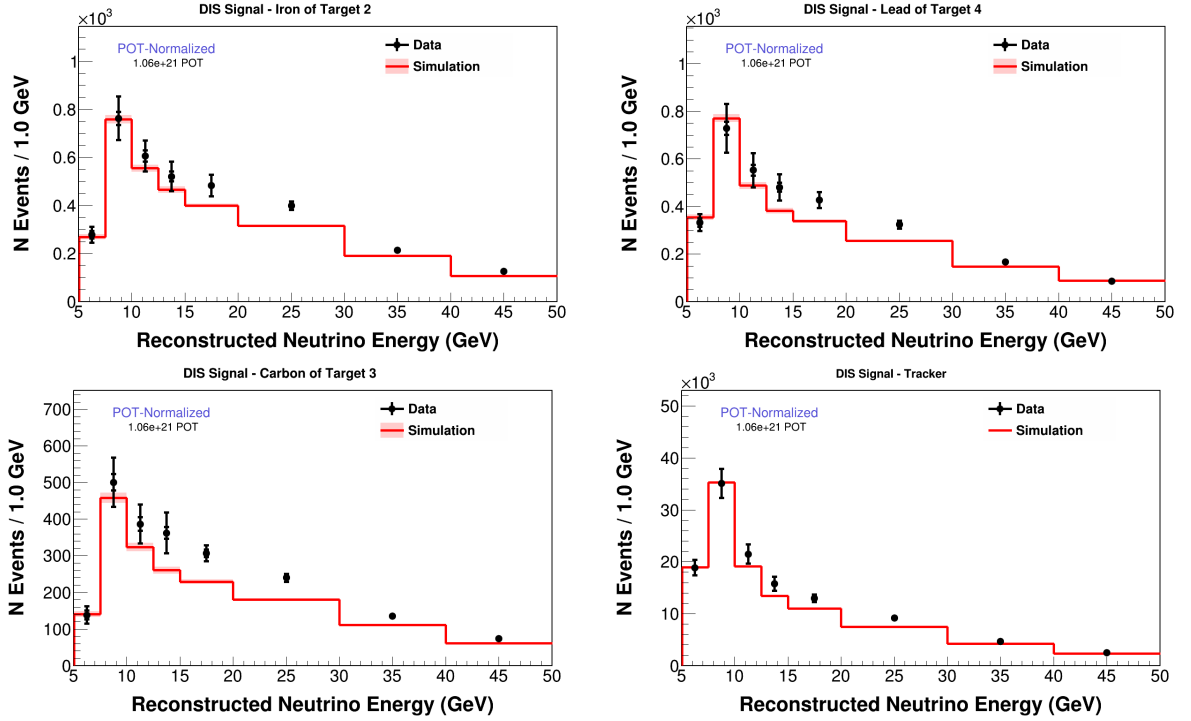 DIS Signal - Iron of Target 2
×10³
POT-Normalized
1.06e+21 POT
Data
Simulation
N Events / 1.0 GeV
1
0.8
0.6
0.4
0.2
0
5 10 15 20 25 30 35 40 45 50
Reconstructed Neutrino Energy (GeV)
DIS Signal - Lead of Target 4
×10³
POT-Normalized
1.06e+21 POT
Data
Simulation
N Events / 1.0 GeV
1
0.8
0.6
0.4
0.2
0
5 10 15 20 25 30 35 40 45 50
Reconstructed Neutrino Energy (GeV)
DIS Signal - Carbon of Target 3
POT-Normalized
1.06e+21 POT
Data
Simulation
N Events / 1.0 GeV
700
600
500
400
300
200
100
0
5 10 15 20 25 30 35 40 45 50
Reconstructed Neutrino Energy (GeV)
DIS Signal - Tracker
×10³
POT-Normalized
1.06e+21 POT
Data
Simulation
N Events / 1.0 GeV
50
40
30
20
10
0
5 10 15 20 25 30 35 40 45 50
Reconstructed Neutrino Energy (GeV)